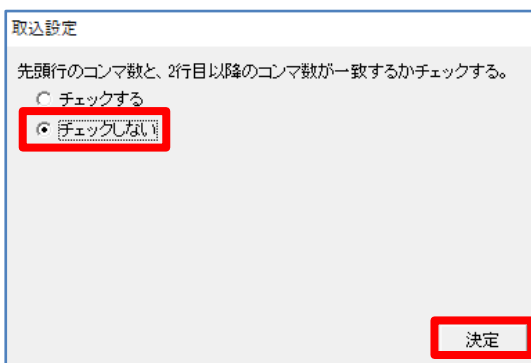 取込設定
先頭行のコンマ数と、2行目以降のコンマ数が一致するかチェックする。
チェックする
チェックしない
決定